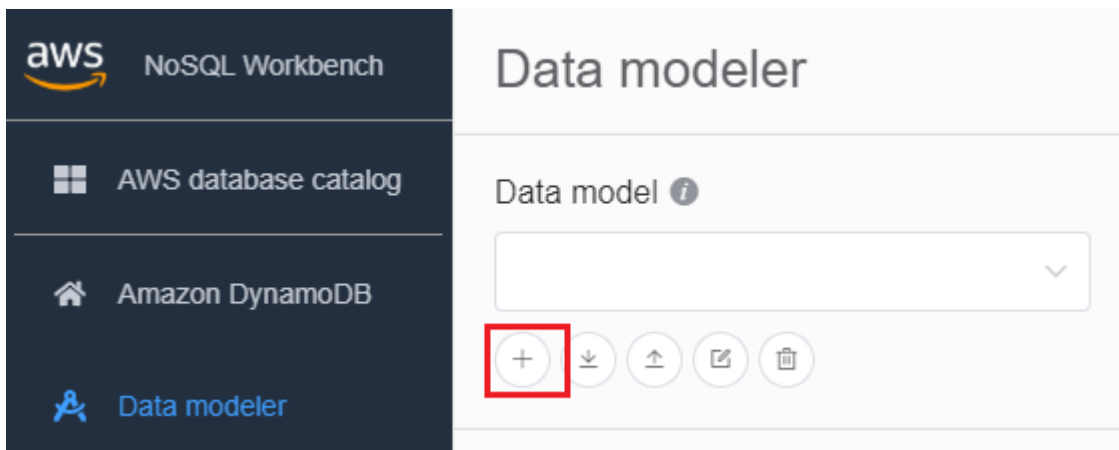 aws NoSQL Workbench
AWS database catalog
Amazon DynamoDB
Data modeler
Data modeler
Data model